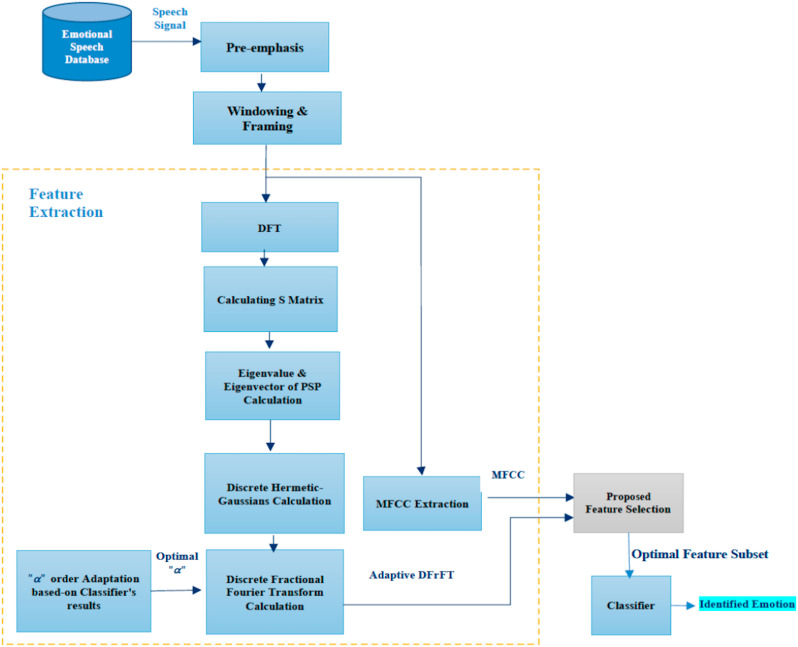 Emotional
Speech
Database
Speech
Signal
Pre-emphasis
Windowing &
Framing
Feature
Extraction
DFT
Calculating S Matrix
Eigenvalue &
Eigenvector of PSP
Calculation
Discrete Hermetic-
Gaussians Calculation
MFCC Extraction
MFCC
Proposed
Feature Selection
"α" order Adaptation
based-on Classifier's
results
Optimal
"α"
Discrete Fractional
Fourier Transform
Calculation
Adaptive DFrFT
Optimal Feature Subset
Classifier
Identified Emotion